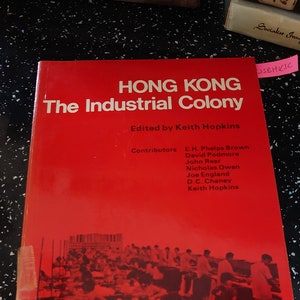 HONG KONG
The Industrial Colony
Edited by Keith Hopkins
Contributors E.H. Phelps Brown
David Podmore
John Rear
Nicholas Owen
Joe England
D.C. Chaney
Keith Hopkins